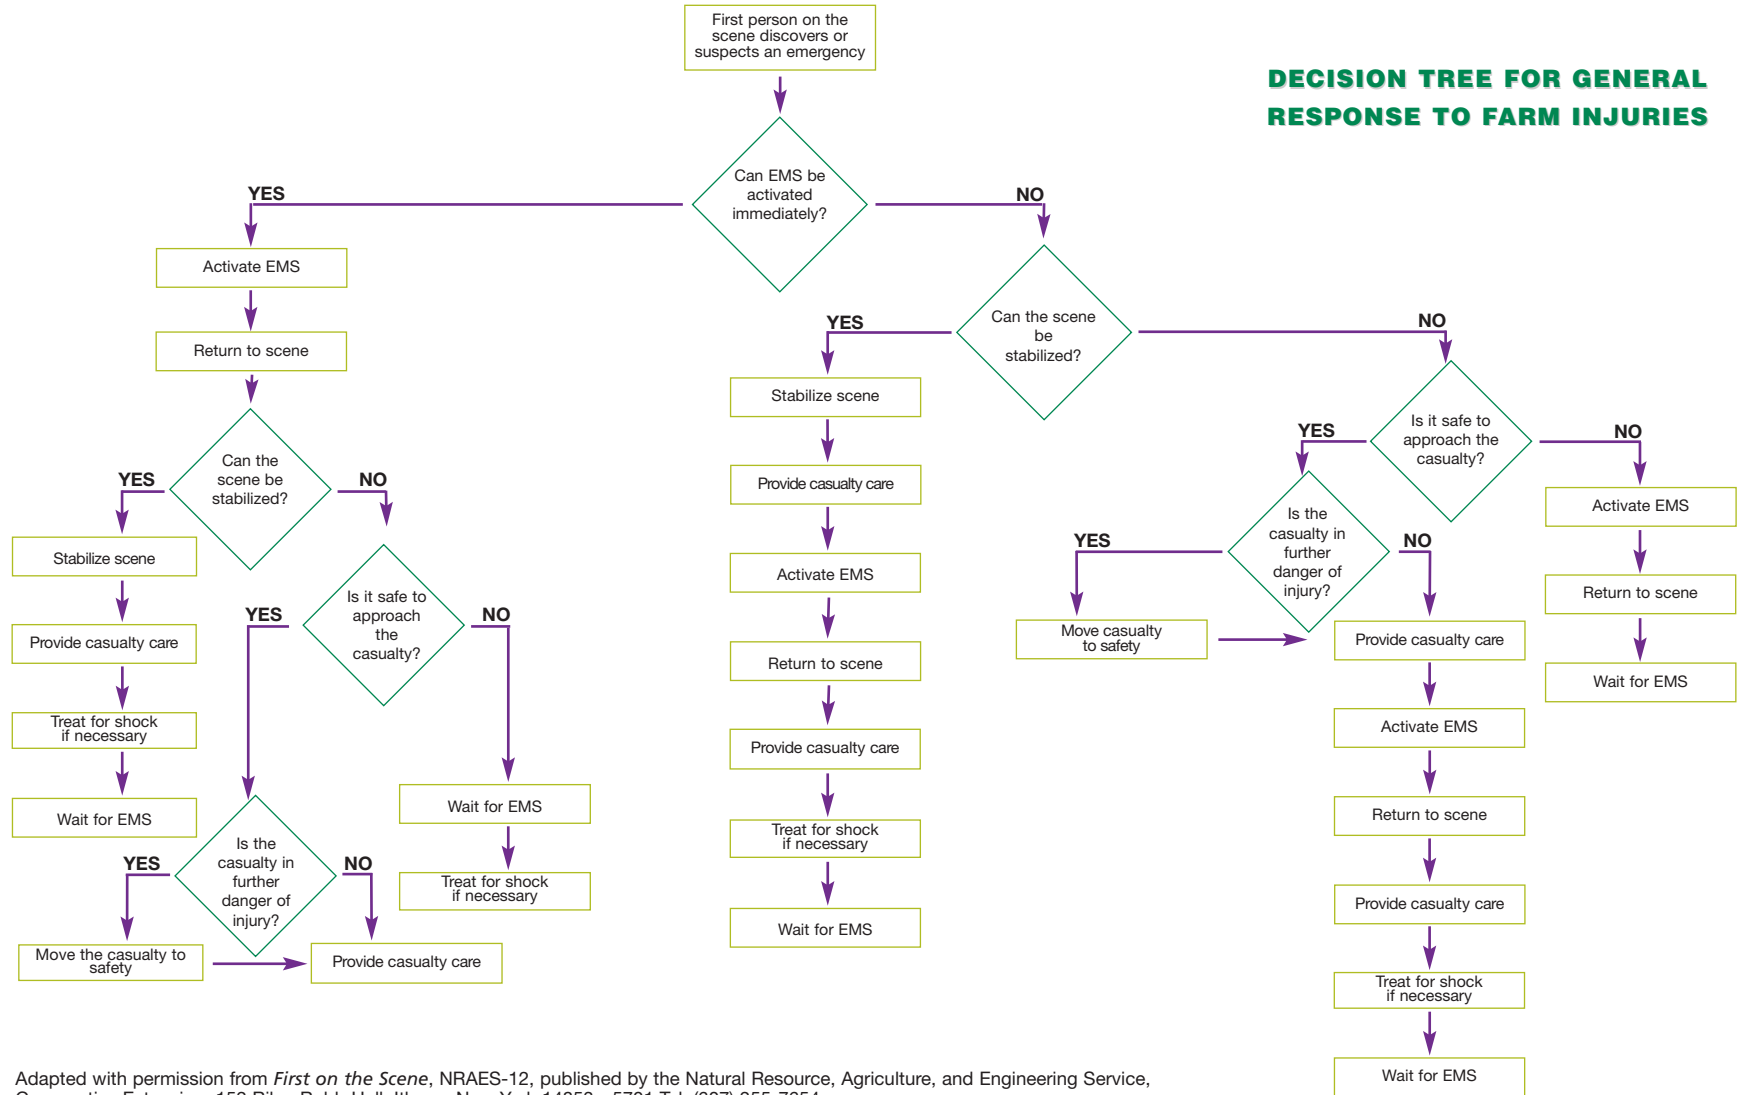 First person on the
scene discovers or
suspects an emergency
DECISION TREE FOR GENERAL
RESPONSE TO FARM INJURIES
Can EMS be
activated
immediately?
YES
NO
Activate EMS
Return to scene
Can the
scene be
stabilized?
YES
NO
Stabilize scene
Provide casualty care
Treat for shock
if necessary
Wait for EMS
Is it safe to
approach
the
casualty?
YES
NO
Wait for EMS
Treat for shock
if necessary
Is the
casualty in
further
danger of
injury?
YES
NO
Move the casualty to
safety
Provide casualty care
Can the scene
be
stabilized?
YES
NO
Stabilize scene
Provide casualty care
Activate EMS
Return to scene
Provide casualty care
Treat for shock
if necessary
Wait for EMS
Is it safe to
approach the
casualty?
YES
NO
Is the
casualty in
further
danger of
injury?
YES
NO
Move casualty
to safety
Provide casualty care
Activate EMS
Return to scene
Provide casualty care
Treat for shock
if necessary
Wait for EMS
Activate EMS
Return to scene
Wait for EMS
Adapted with permission from First on the Scene, NRAES-12, published by the Natural Resource, Agriculture, and Engineering Service,